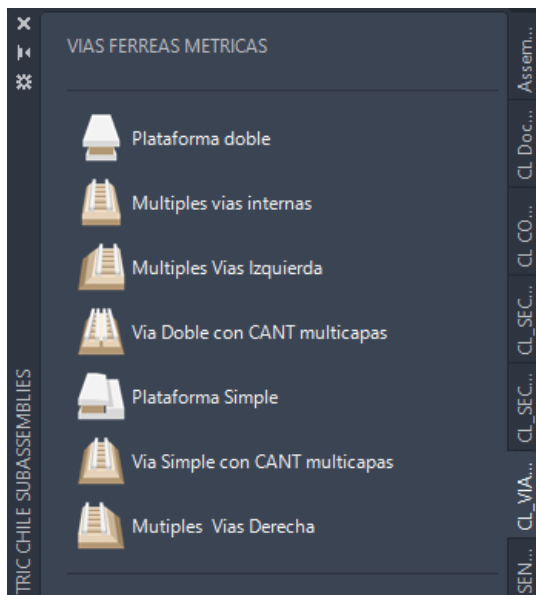 VIAS FERREAS METRICAS
Plataforma doble
Multiples vias internas
Multiples Vias Izquierda
Via Doble con CANT multicapas
Plataforma Simple
Via Simple con CANT multicapas
Mutiples Vias Derecha
TRIC CHILE SUBASSEMBLIES
Assem...
CL Doc...
CL CO...
CL_SEC...
CL_SEC...
CL_VIA...
SEN...